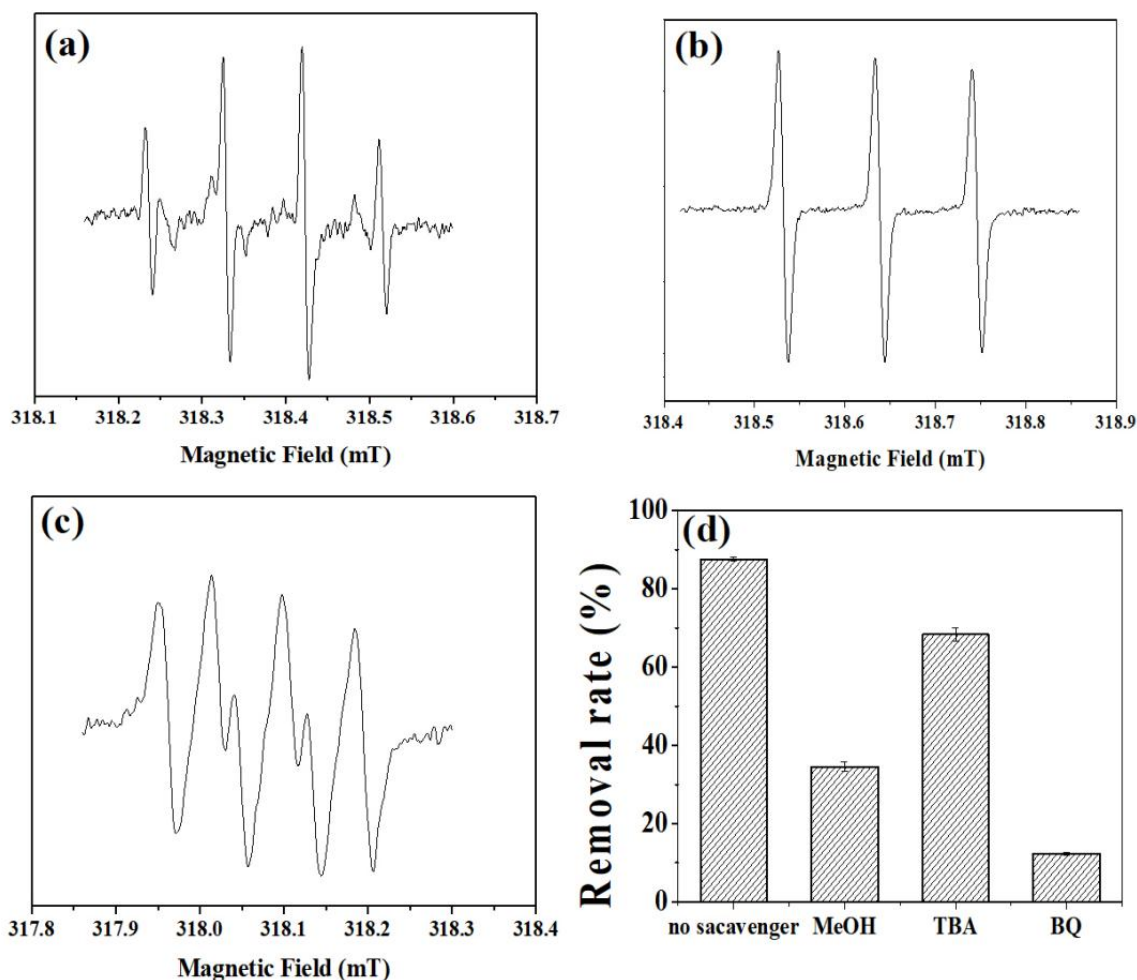 (a)
318.1 318.2 318.3 318.4 318.5 318.6 318.7
Magnetic Field (mT)
(b)
318.4 318.5 318.6 318.7 318.8 318.9
Magnetic Field (mT)
(c)
317.8 317.9 318.0 318.1 318.2 318.3 318.4
Magnetic Field (mT)
(d)
Removal rate (%)
100
80
60
40
20
0
no sacavenger MeOH TBA BQ